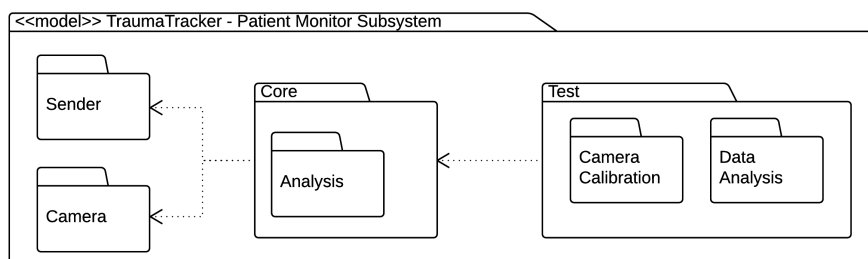 <<model>> TraumaTracker - Patient Monitor Subsystem
Sender
Camera
Core
Analysis
Test
Camera
Calibration
Data
Analysis